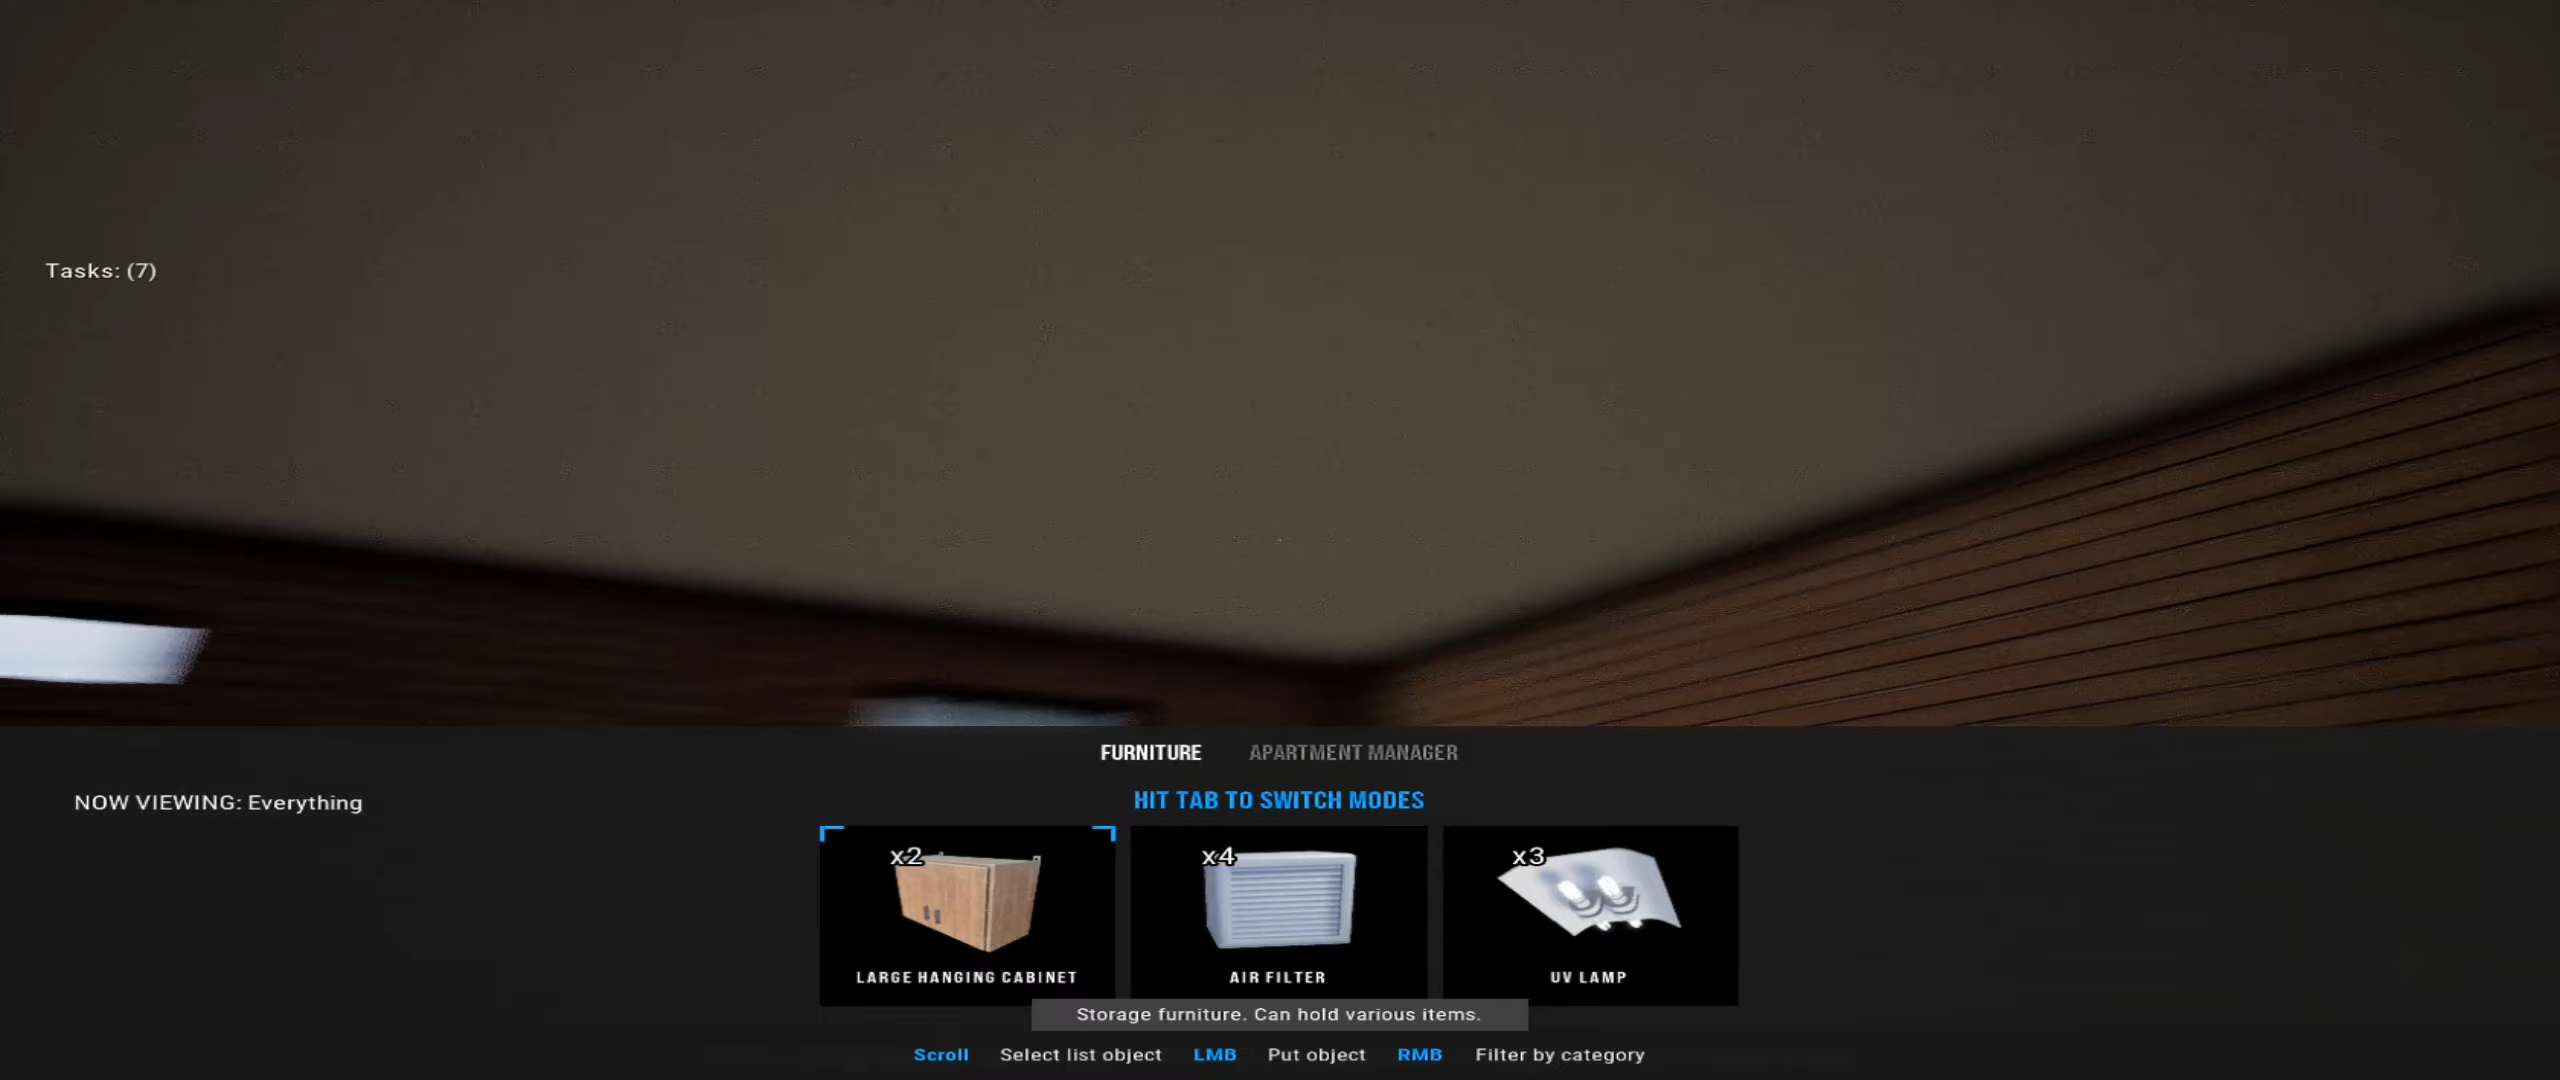 Tasks: (7)
FURNITURE APARTMENT MANAGER
NOW VIEWING: Everything
HIT TAB TO SWITCH MODES
x2 x4 x3
LARGE HANGING CABINET AIR FILTER UV LAMP
Storage furniture. Can hold various items.
Scroll Select list object LMB Put object RMB Filter by category